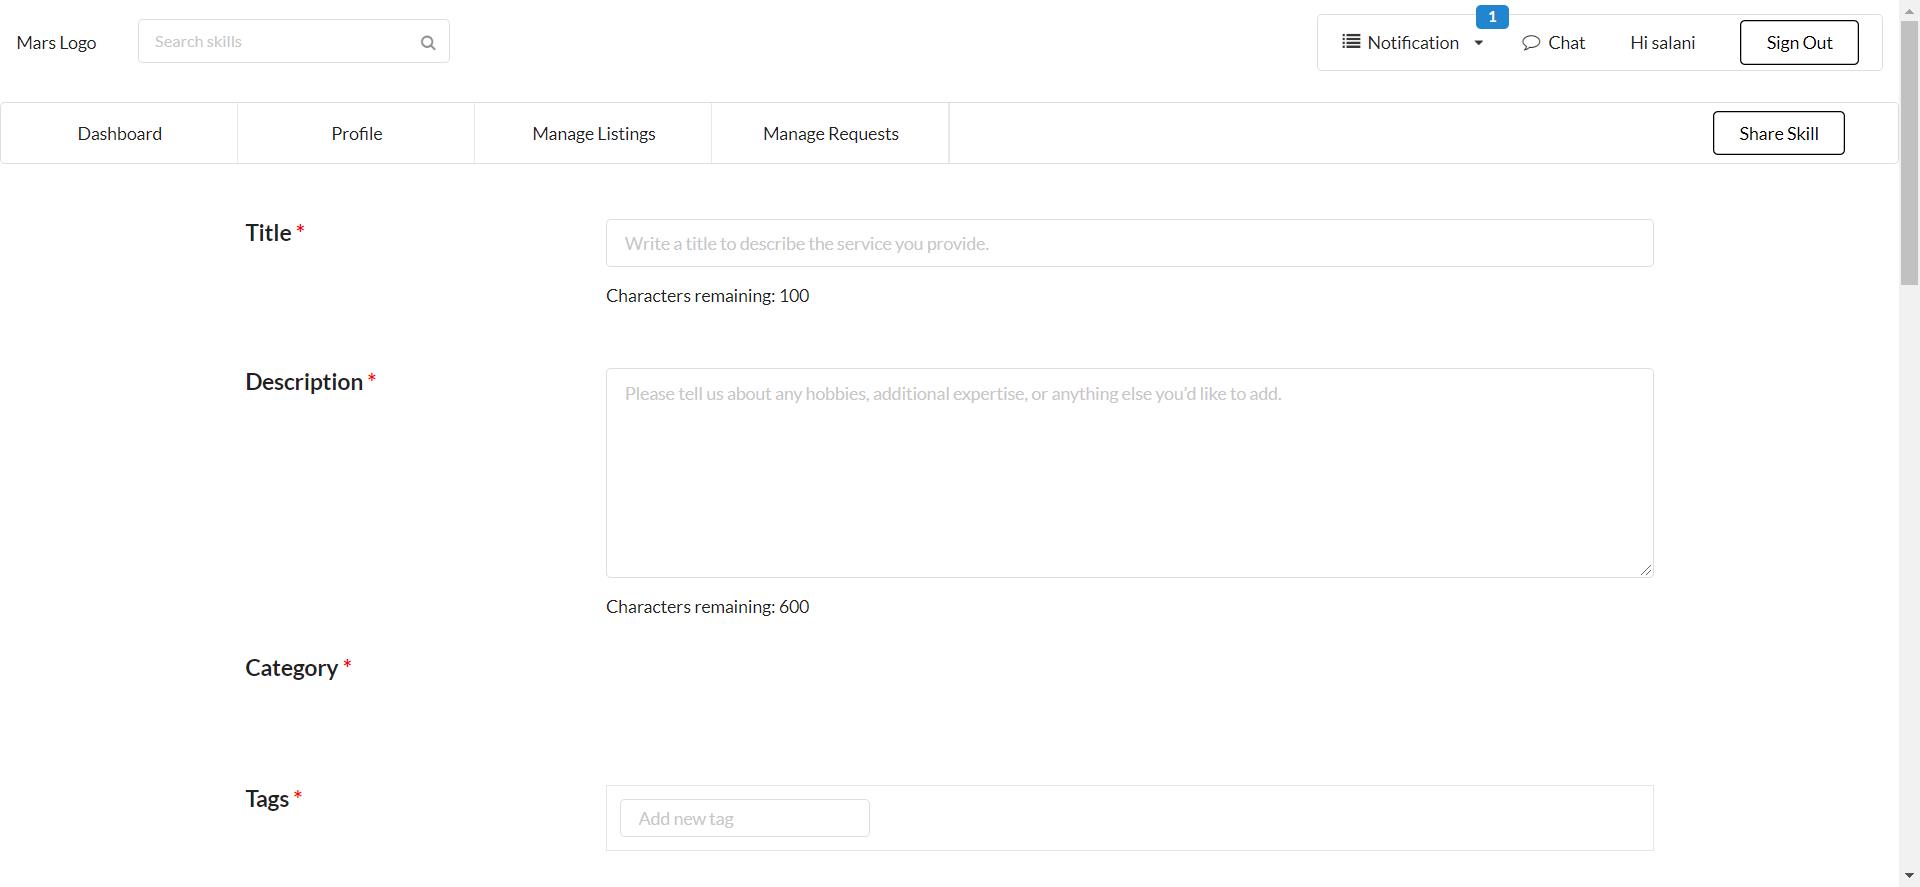 Mars Logo
Search skills
Notification
1
Chat
Hi salani
Sign Out
Dashboard
Profile
Manage Listings
Manage Requests
Share Skill
Title *
Write a title to describe the service you provide.
Characters remaining: 100
Description *
Please tell us about any hobbies, additional expertise, or anything else you'd like to add.
Characters remaining: 600
Category *
Tags *
Add new tag